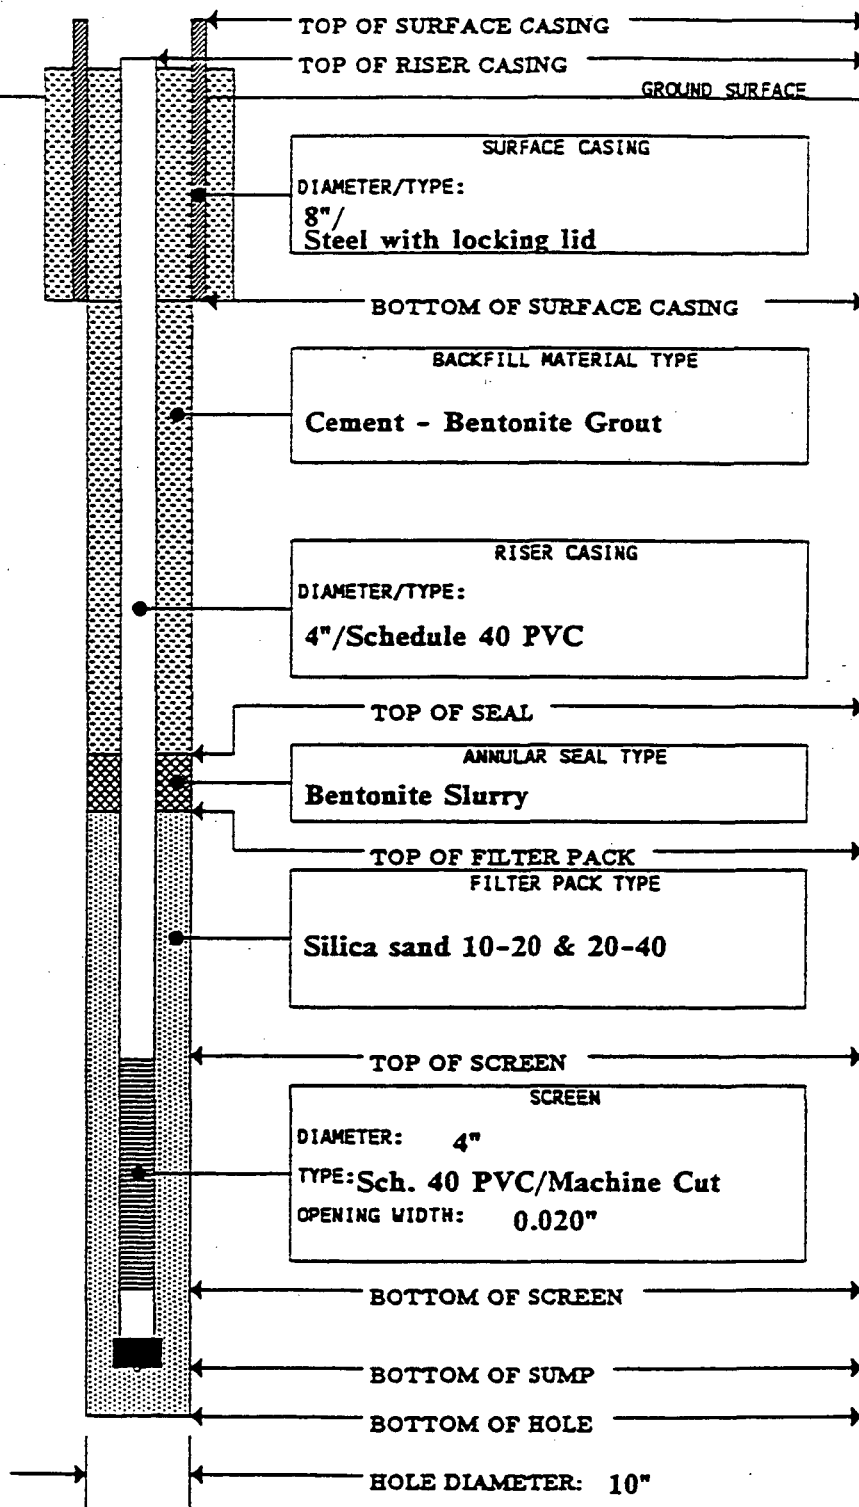 TOP OF SURFACE CASING
TOP OF RISER CASING
GROUND SURFACE
SURFACE CASING
DIAMETER/TYPE:
8"/
Steel with locking lid
BOTTOM OF SURFACE CASING
BACKFILL MATERIAL TYPE
Cement - Bentonite Grout
RISER CASING
DIAMETER/TYPE:
4"/Schedule 40 PVC
TOP OF SEAL
ANNULAR SEAL TYPE
Bentonite Slurry
TOP OF FILTER PACK
FILTER PACK TYPE
Silica sand 10-20 & 20-40
TOP OF SCREEN
SCREEN
DIAMETER: 4"
TYPE: Sch. 40 PVC/Machine Cut
OPENING WIDTH: 0.020"
BOTTOM OF SCREEN
BOTTOM OF SUMP
BOTTOM OF HOLE
HOLE DIAMETER: 10"